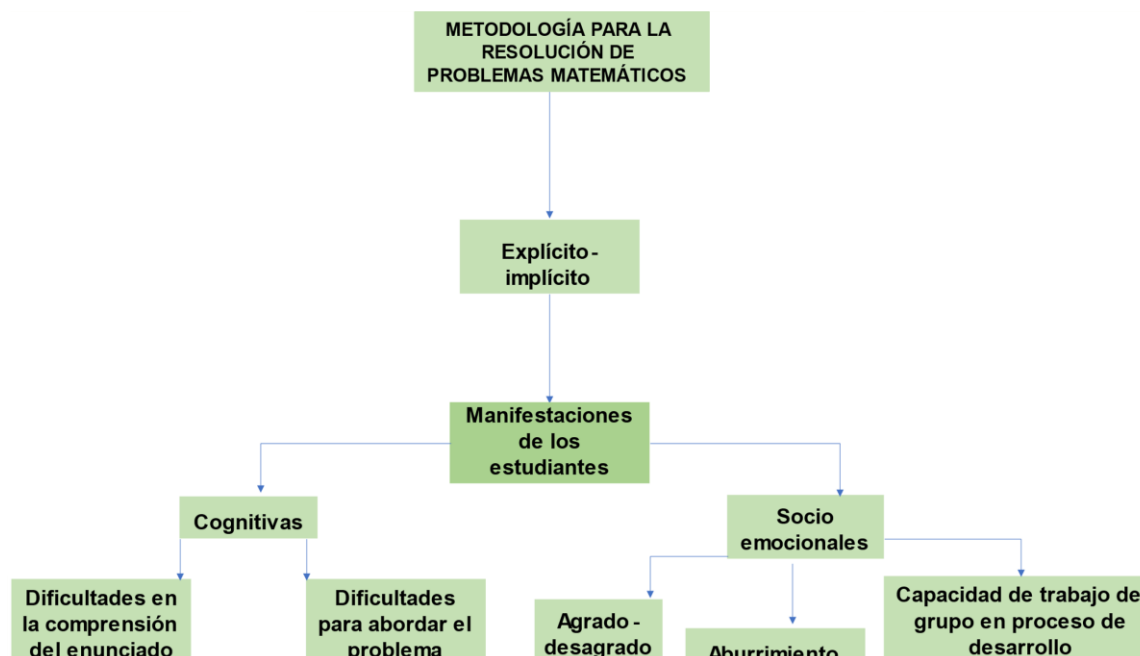 METODOLOGÍA PARA LA
RESOLUCIÓN DE
PROBLEMAS MATEMÁTICOS
Explícito-
implícito
Manifestaciones
de los
estudiantes
Cognitivas
Socio
emocionales
Dificultades en
la comprensión
del enunciado
Dificultades
para abordar el
problema
Agrado -
desagrado
Aburrimiento
Capacidad de trabajo de
grupo en proceso de
desarrollo